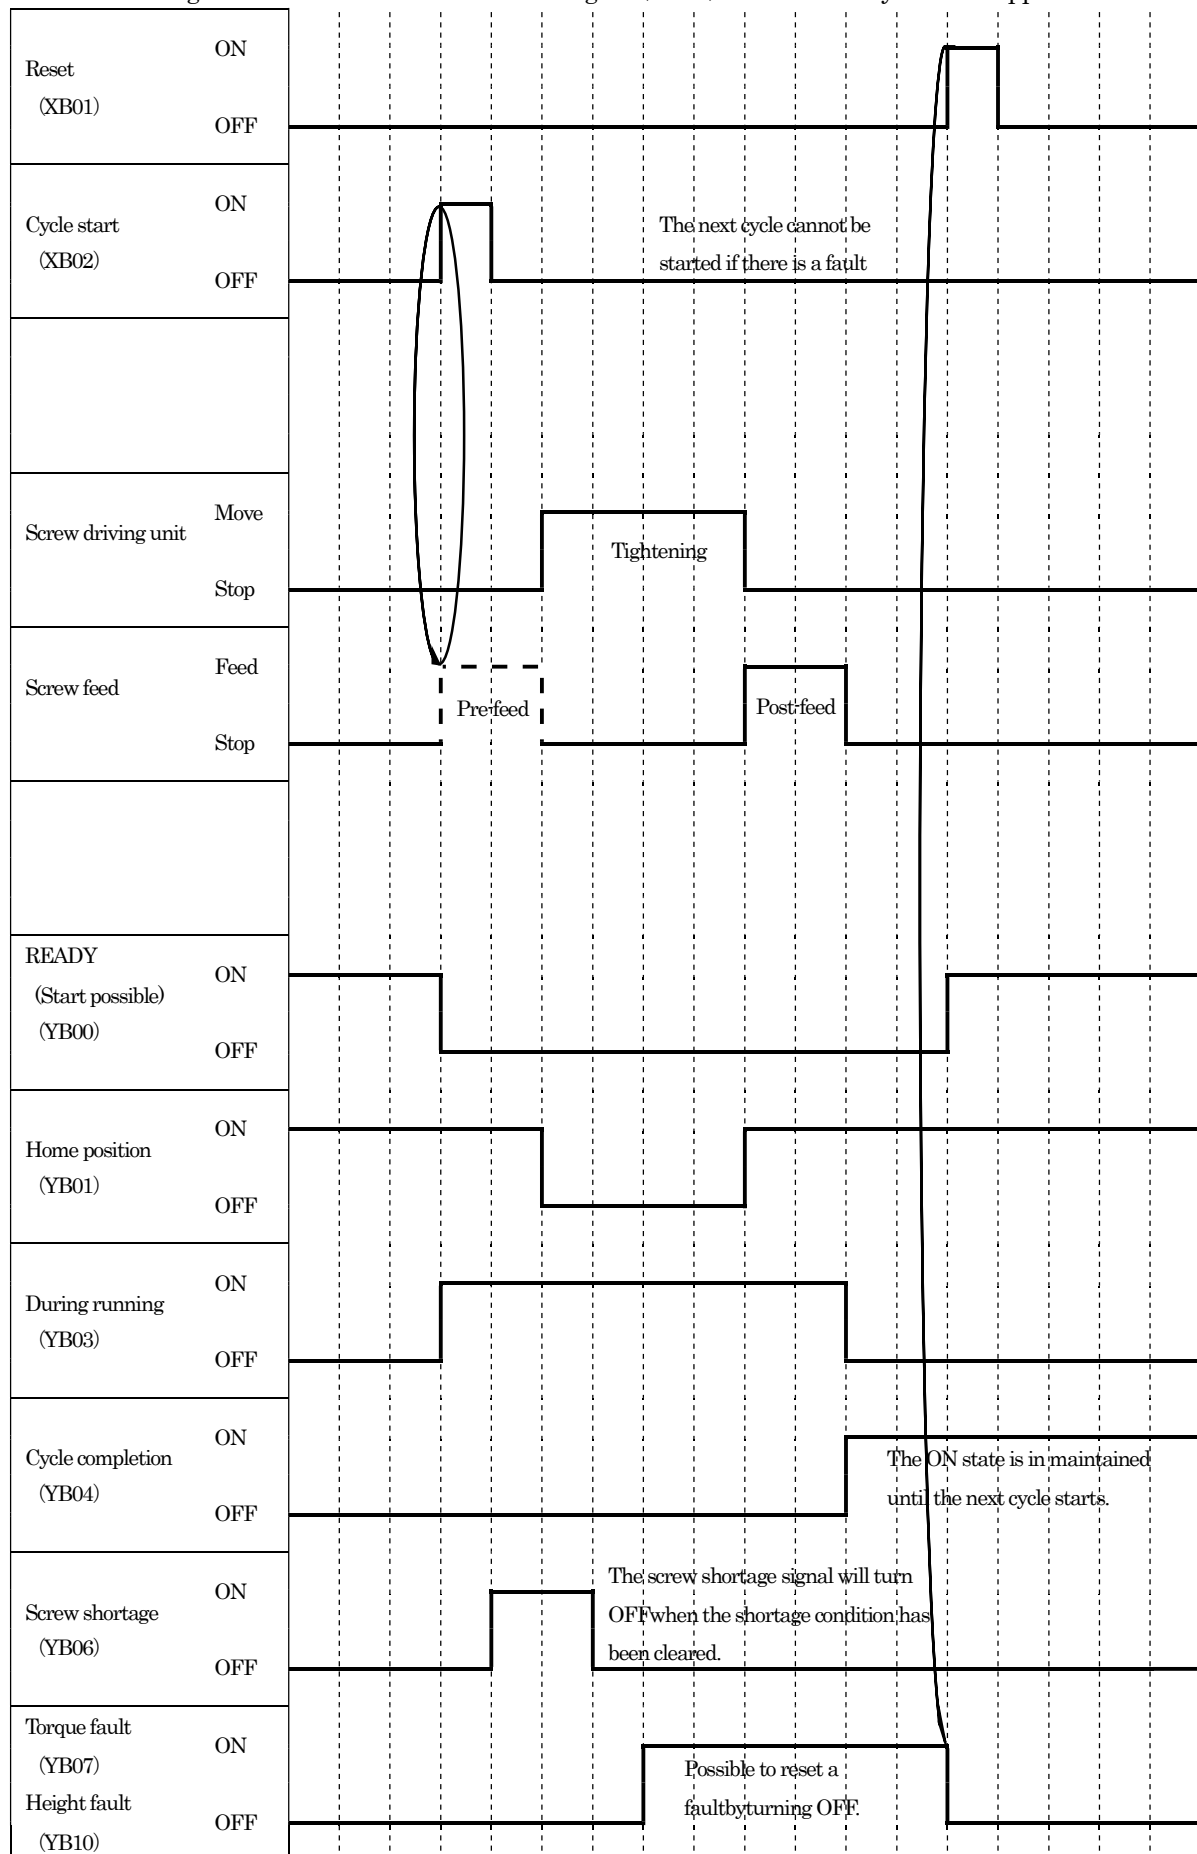 ON
Reset
(XB01)
OFF
ON
Cycle start
(XB02)
OFF
The next cycle cannot be
started if there is a fault
Move
Screw driving unit
Stop
Tightening
Feed
Screw feed
Stop
Pre-feed
Post-feed
READY
ON
(Start possible)
(YB00)
OFF
ON
Home position
(YB01)
OFF
ON
During running
(YB03)
OFF
ON
Cycle completion
(YB04)
OFF
The ON state is in maintained
until the next cycle starts.
ON
Screw shortage
(YB06)
OFF
The screw shortage signal will turn
OFFwhen the shortage condition has
been cleared.
Torque fault
ON
(YB07)
Height fault
OFF
(YB10)
Possible to reset a
faultbyturning OFF.